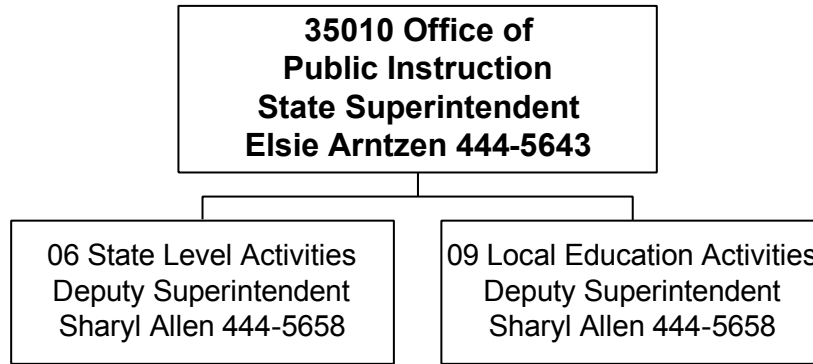 35010 Office of
Public Instruction
State Superintendent
Elsie Arntzen 444-5643
06 State Level Activities
Deputy Superintendent
Sharyl Allen 444-5658
09 Local Education Activities
Deputy Superintendent
Sharyl Allen 444-5658